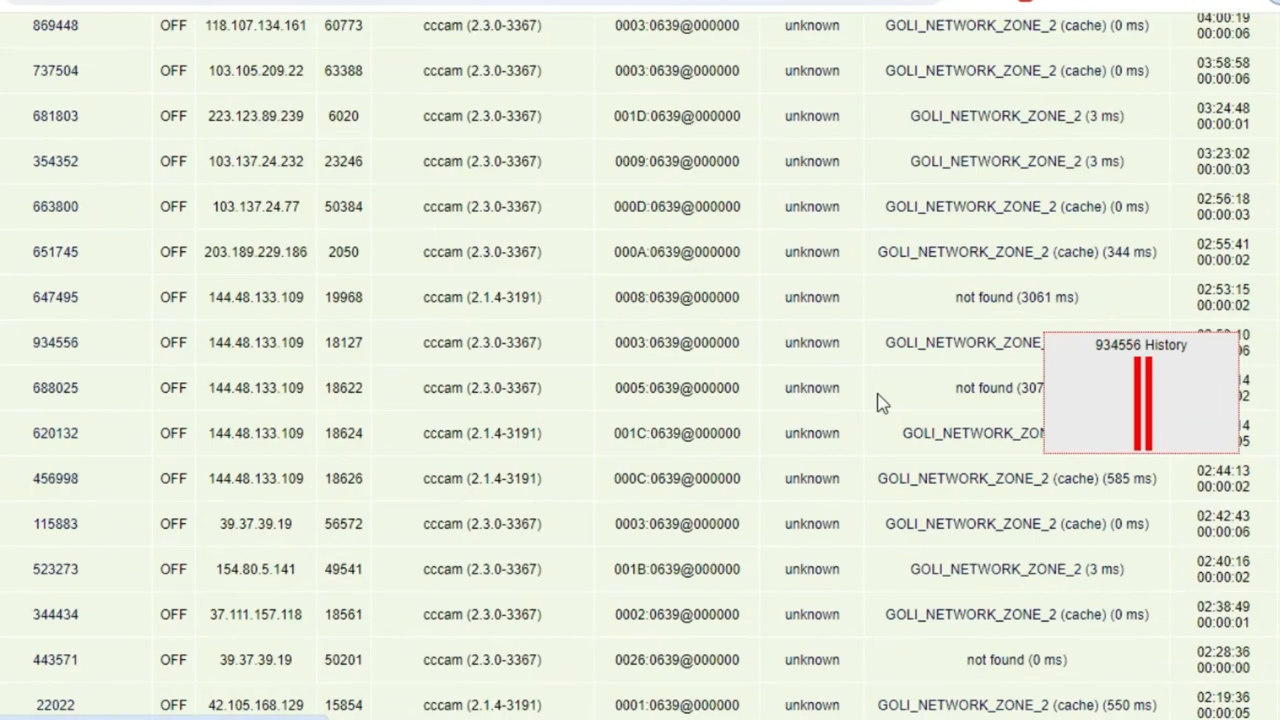 869448 OFF 118.107.134.161 60773 cccam (2.3.0-3367) 0003:0639@000000 unknown GOLI_NETWORK_ZONE_2 (cache) (0 ms) 04:00:19
00:00:06
737504 OFF 103.105.209.22 63388 cccam (2.3.0-3367) 0003:0639@000000 unknown GOLI_NETWORK_ZONE_2 (cache) (0 ms) 03:58:58
00:00:06
681803 OFF 223.123.89.239 6020 cccam (2.3.0-3367) 001D:0639@000000 unknown GOLI_NETWORK_ZONE_2 (3 ms) 03:24:48
00:00:01
354352 OFF 103.137.24.232 23246 cccam (2.3.0-3367) 0009:0639@000000 unknown GOLI_NETWORK_ZONE_2 (3 ms) 03:23:02
00:00:03
663800 OFF 103.137.24.77 50384 cccam (2.3.0-3367) 000D:0639@000000 unknown GOLI_NETWORK_ZONE_2 (cache) (0 ms) 02:56:18
00:00:03
651745 OFF 203.189.229.186 2050 cccam (2.3.0-3367) 000A:0639@000000 unknown GOLI_NETWORK_ZONE_2 (cache) (344 ms) 02:55:41
00:00:02
647495 OFF 144.48.133.109 19968 cccam (2.1.4-3191) 0008:0639@000000 unknown not found (3061 ms) 02:53:15
00:00:02
934556 OFF 144.48.133.109 18127 cccam (2.1.4-3191) 0003:0639@000000 unknown GOLI_NETWORK_ZONE_
934556 History
688025 OFF 144.48.133.109 18622 cccam (2.1.4-3191) 0005:0639@000000 unknown not found (307
620132 OFF 144.48.133.109 18624 cccam (2.1.4-3191) 001C:0639@000000 unknown GOLI_NETWORK_ZON
456998 OFF 144.48.133.109 18626 cccam (2.1.4-3191) 000C:0639@000000 unknown GOLI_NETWORK_ZONE_2 (cache) (585 ms) 02:44:13
00:00:02
115883 OFF 39.37.39.19 56572 cccam (2.3.0-3367) 0003:0639@000000 unknown GOLI_NETWORK_ZONE_2 (cache) (0 ms) 02:42:43
00:00:06
523273 OFF 154.80.5.141 49541 cccam (2.3.0-3367) 001B:0639@000000 unknown GOLI_NETWORK_ZONE_2 (3 ms) 02:40:16
00:00:02
344434 OFF 37.111.157.118 18561 cccam (2.3.0-3367) 0002:0639@000000 unknown GOLI_NETWORK_ZONE_2 (cache) (0 ms) 02:38:49
00:00:01
443571 OFF 39.37.39.19 50201 cccam (2.3.0-3367) 0026:0639@000000 unknown not found (0 ms) 02:28:36
00:00:00
22022 OFF 42.105.168.129 15854 cccam (2.1.4-3191) 0001:0639@000000 unknown GOLI_NETWORK_ZONE_2 (cache) (550 ms) 02:19:36
00:00:05